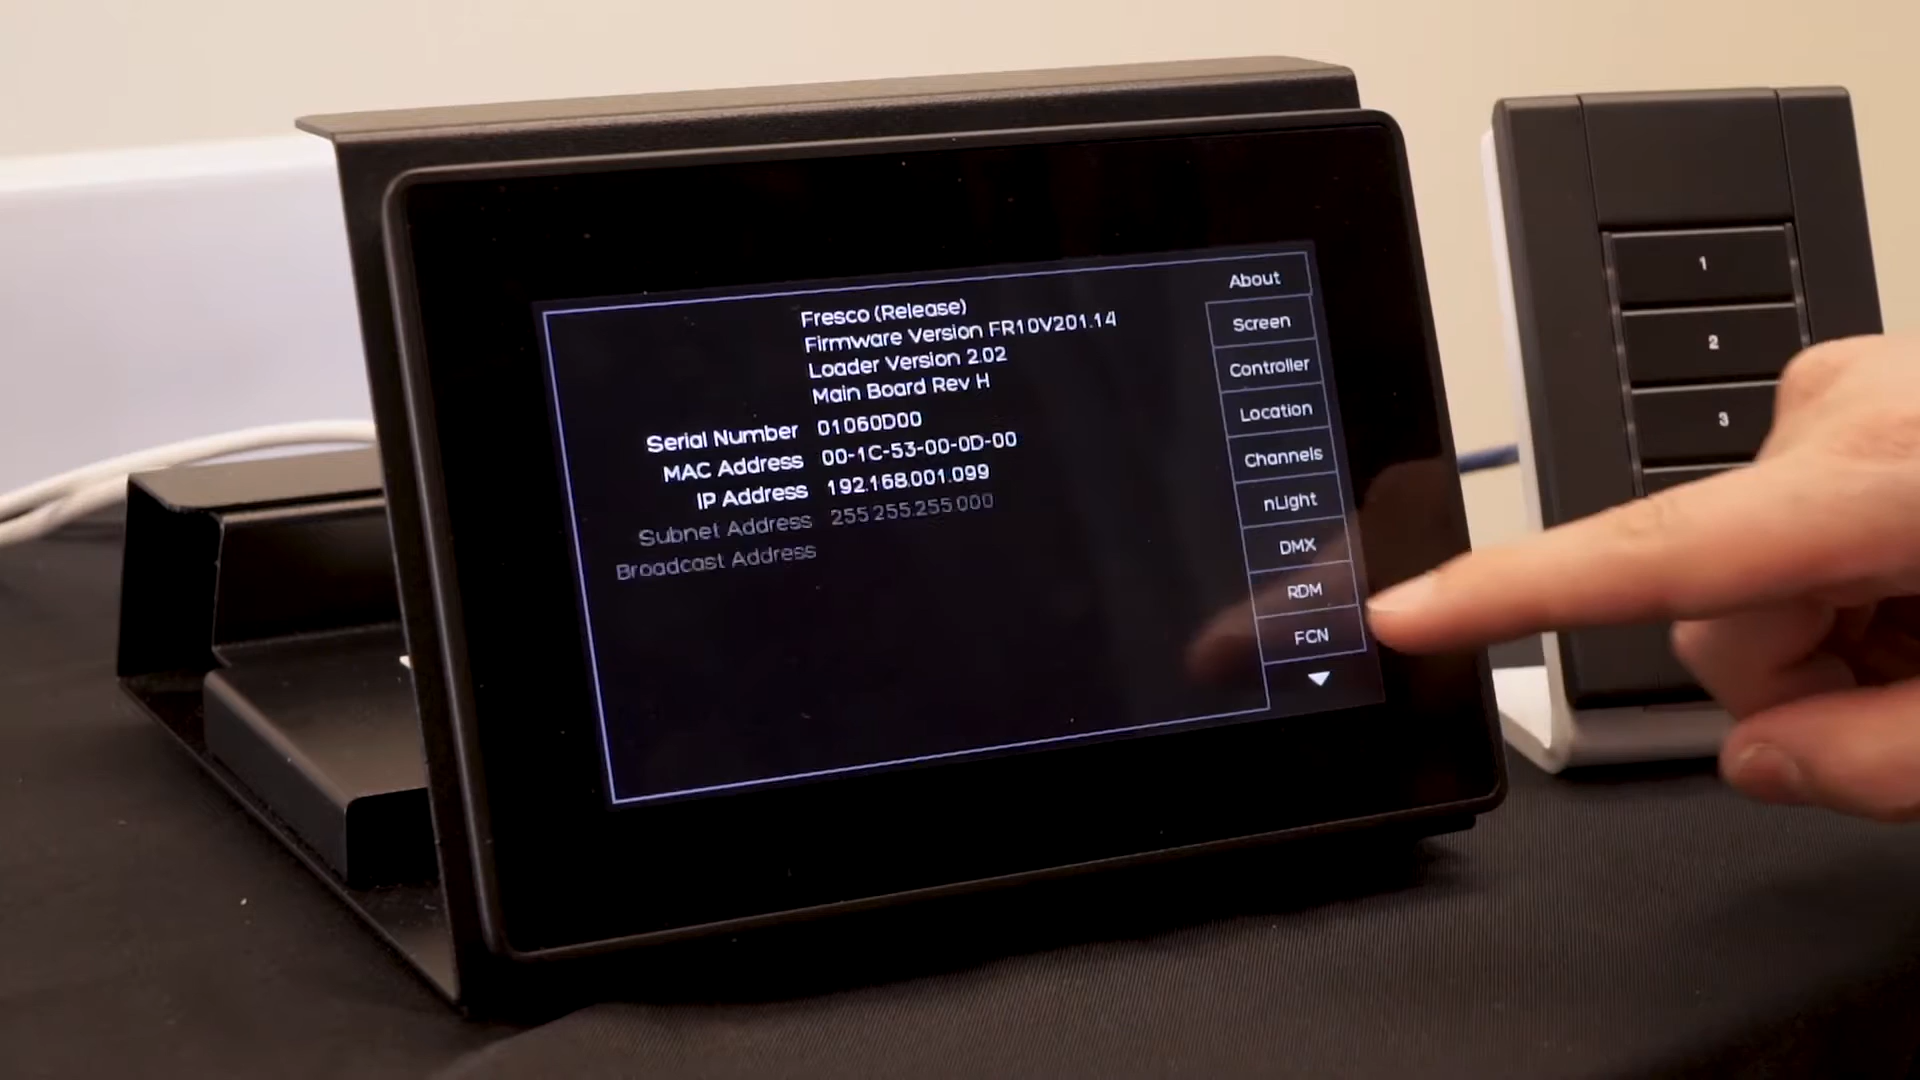 Fresco (Release)
Firmware Version FR10V201.14
Loader Version 2.02
Main Board Rev H
Serial Number 01060D00
MAC Address 00-1C-53-00-0D-00
IP Address 192.168.001.099
Subnet Address 255 255.255 000
Broadcast Address
About
Screen
Controller
Location
Channels
nLight
DMX
RDM
FCN
1
2
3